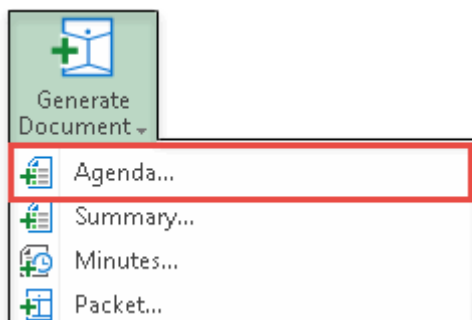 Generate
Document
Agenda...
Summary...
Minutes...
Packet...